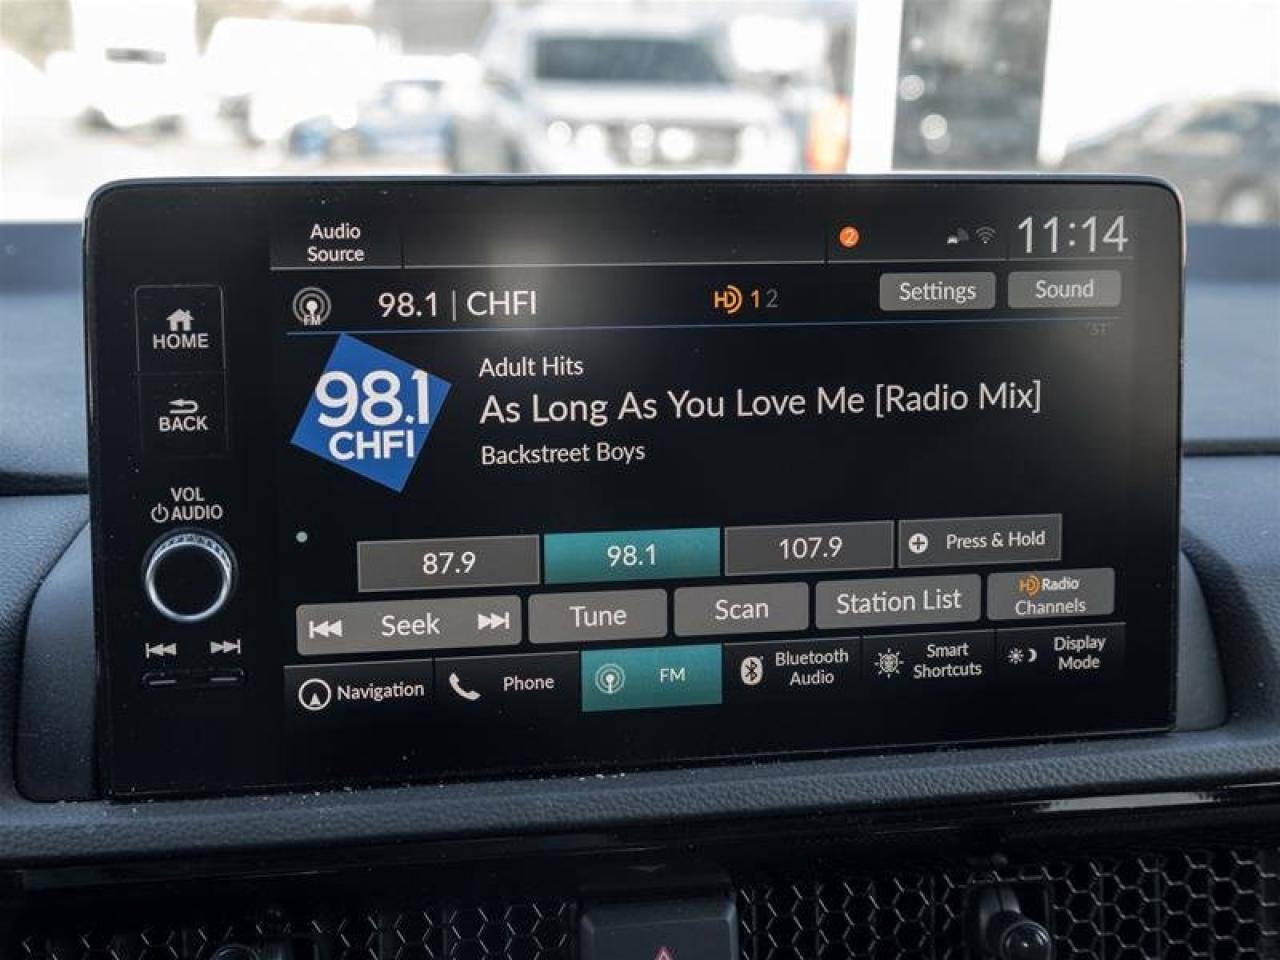 Audio
Source
2
11:14
FM
98.1 | CHFI
HD 1 2
Settings
Sound
"ST"
HOME
BACK
VOL
AUDIO
98.1
CHFI
Adult Hits
As Long As You Love Me [Radio Mix]
Backstreet Boys
87.9
98.1
107.9
Press & Hold
Seek
Tune
Scan
Station List
HD Radio
Channels
Navigation
Phone
FM
Bluetooth
Audio
Smart
Shortcuts
Display
Mode